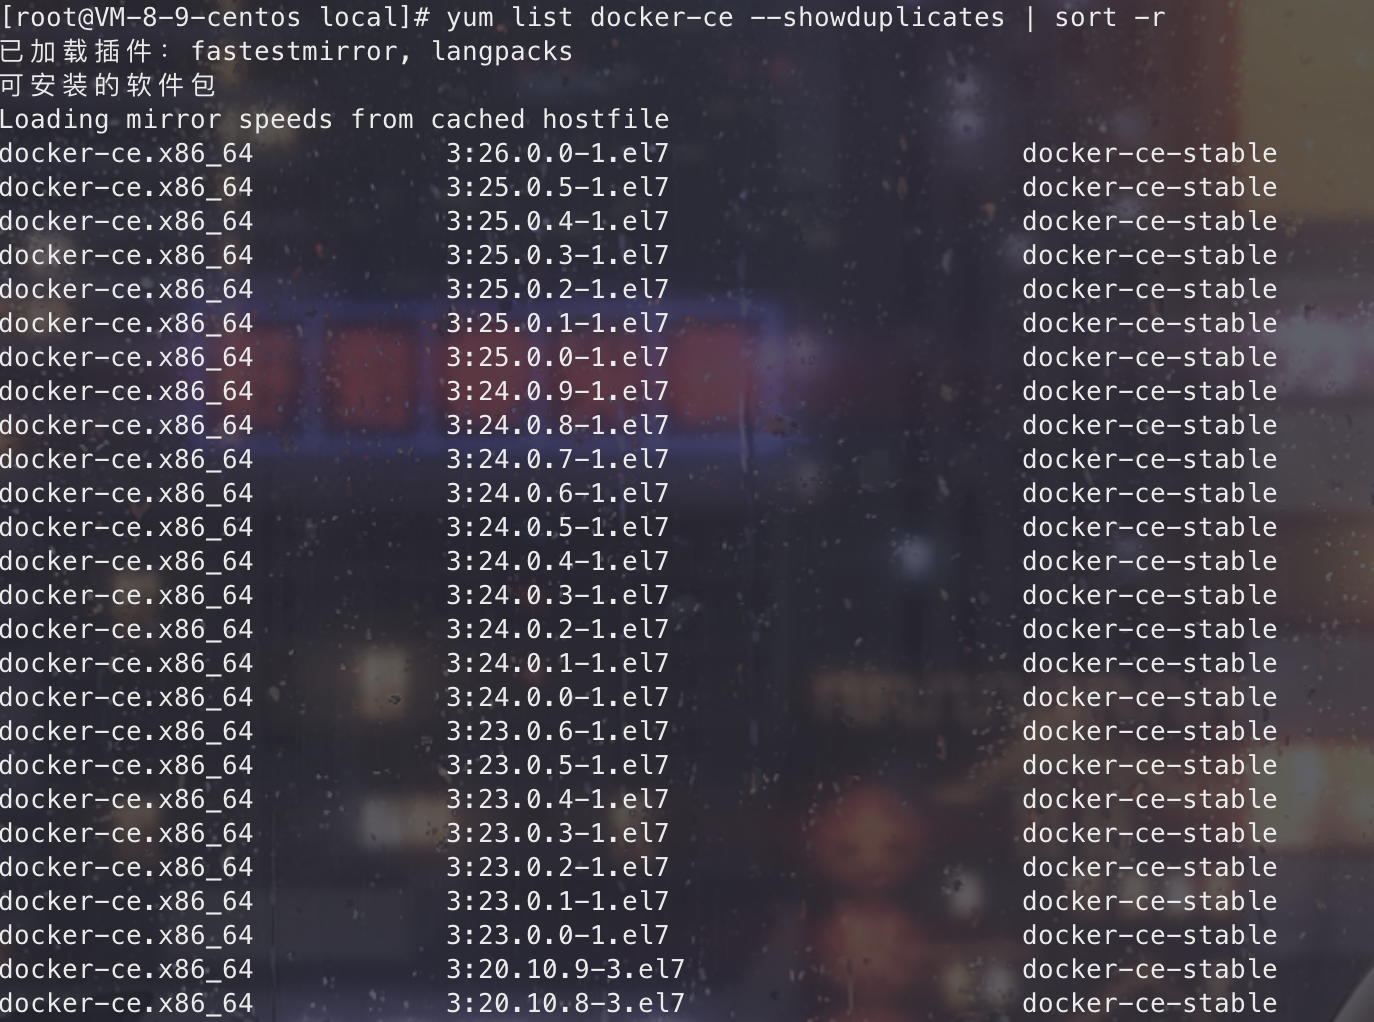 [root@VM-8-9-centos local]# yum list docker-ce --showduplicates | sort -r
已加载插件：fastestmirror, langpacks
可安装的软件包
Loading mirror speeds from cached hostfile
docker-ce.x86_64            3:26.0.0-1.el7                      docker-ce-stable
docker-ce.x86_64            3:25.0.5-1.el7                      docker-ce-stable
docker-ce.x86_64            3:25.0.4-1.el7                      docker-ce-stable
docker-ce.x86_64            3:25.0.3-1.el7                      docker-ce-stable
docker-ce.x86_64            3:25.0.2-1.el7                      docker-ce-stable
docker-ce.x86_64            3:25.0.1-1.el7                      docker-ce-stable
docker-ce.x86_64            3:25.0.0-1.el7                      docker-ce-stable
docker-ce.x86_64            3:24.0.9-1.el7                      docker-ce-stable
docker-ce.x86_64            3:24.0.8-1.el7                      docker-ce-stable
docker-ce.x86_64            3:24.0.7-1.el7                      docker-ce-stable
docker-ce.x86_64            3:24.0.6-1.el7                      docker-ce-stable
docker-ce.x86_64            3:24.0.5-1.el7                      docker-ce-stable
docker-ce.x86_64            3:24.0.4-1.el7                      docker-ce-stable
docker-ce.x86_64            3:24.0.3-1.el7                      docker-ce-stable
docker-ce.x86_64            3:24.0.2-1.el7                      docker-ce-stable
docker-ce.x86_64            3:24.0.1-1.el7                      docker-ce-stable
docker-ce.x86_64            3:24.0.0-1.el7                      docker-ce-stable
docker-ce.x86_64            3:23.0.6-1.el7                      docker-ce-stable
docker-ce.x86_64            3:23.0.5-1.el7                      docker-ce-stable
docker-ce.x86_64            3:23.0.4-1.el7                      docker-ce-stable
docker-ce.x86_64            3:23.0.3-1.el7                      docker-ce-stable
docker-ce.x86_64            3:23.0.2-1.el7                      docker-ce-stable
docker-ce.x86_64            3:23.0.1-1.el7                      docker-ce-stable
docker-ce.x86_64            3:23.0.0-1.el7                      docker-ce-stable
docker-ce.x86_64            3:20.10.9-3.el7                     docker-ce-stable
docker-ce.x86_64            3:20.10.8-3.el7                     docker-ce-stable